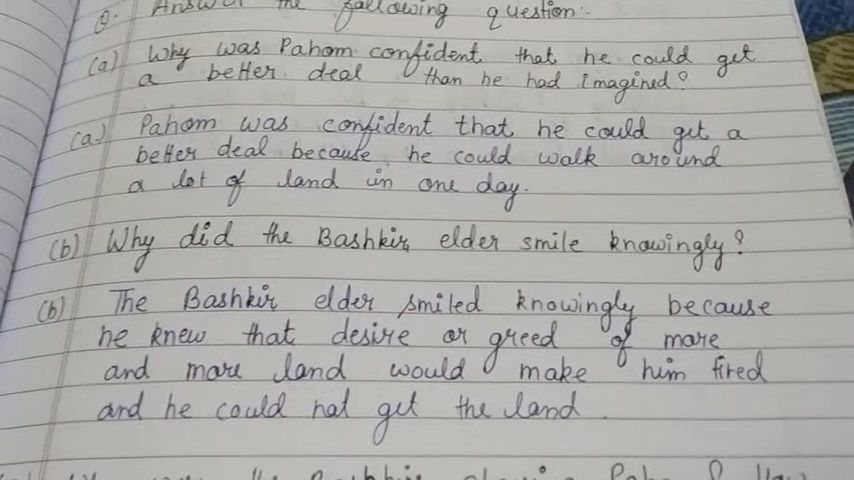 Q. Answer the following question:-
(a) Why was Pahom confident that he could get
a better deal than he had imagined?
(a) Pahom was confident that he could get a
better deal because he could walk around
a lot of land in one day.
(b) Why did the Bashkir elder smile knowingly?
(b) The Bashkir elder smiled knowingly because
he knew that desire or greed of more
and more land would make him tired
and he could not get the land.